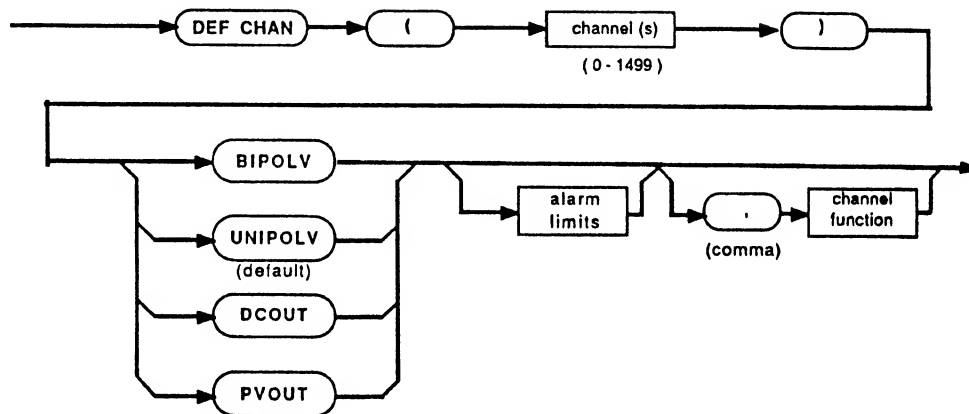 DEF CHAN ( channel (s) )
( 0 - 1499 )
BIPOLV
alarm
limits
,
channel
function
(comma)
UNIPOLV
(default)
DCOUT
PVOUT